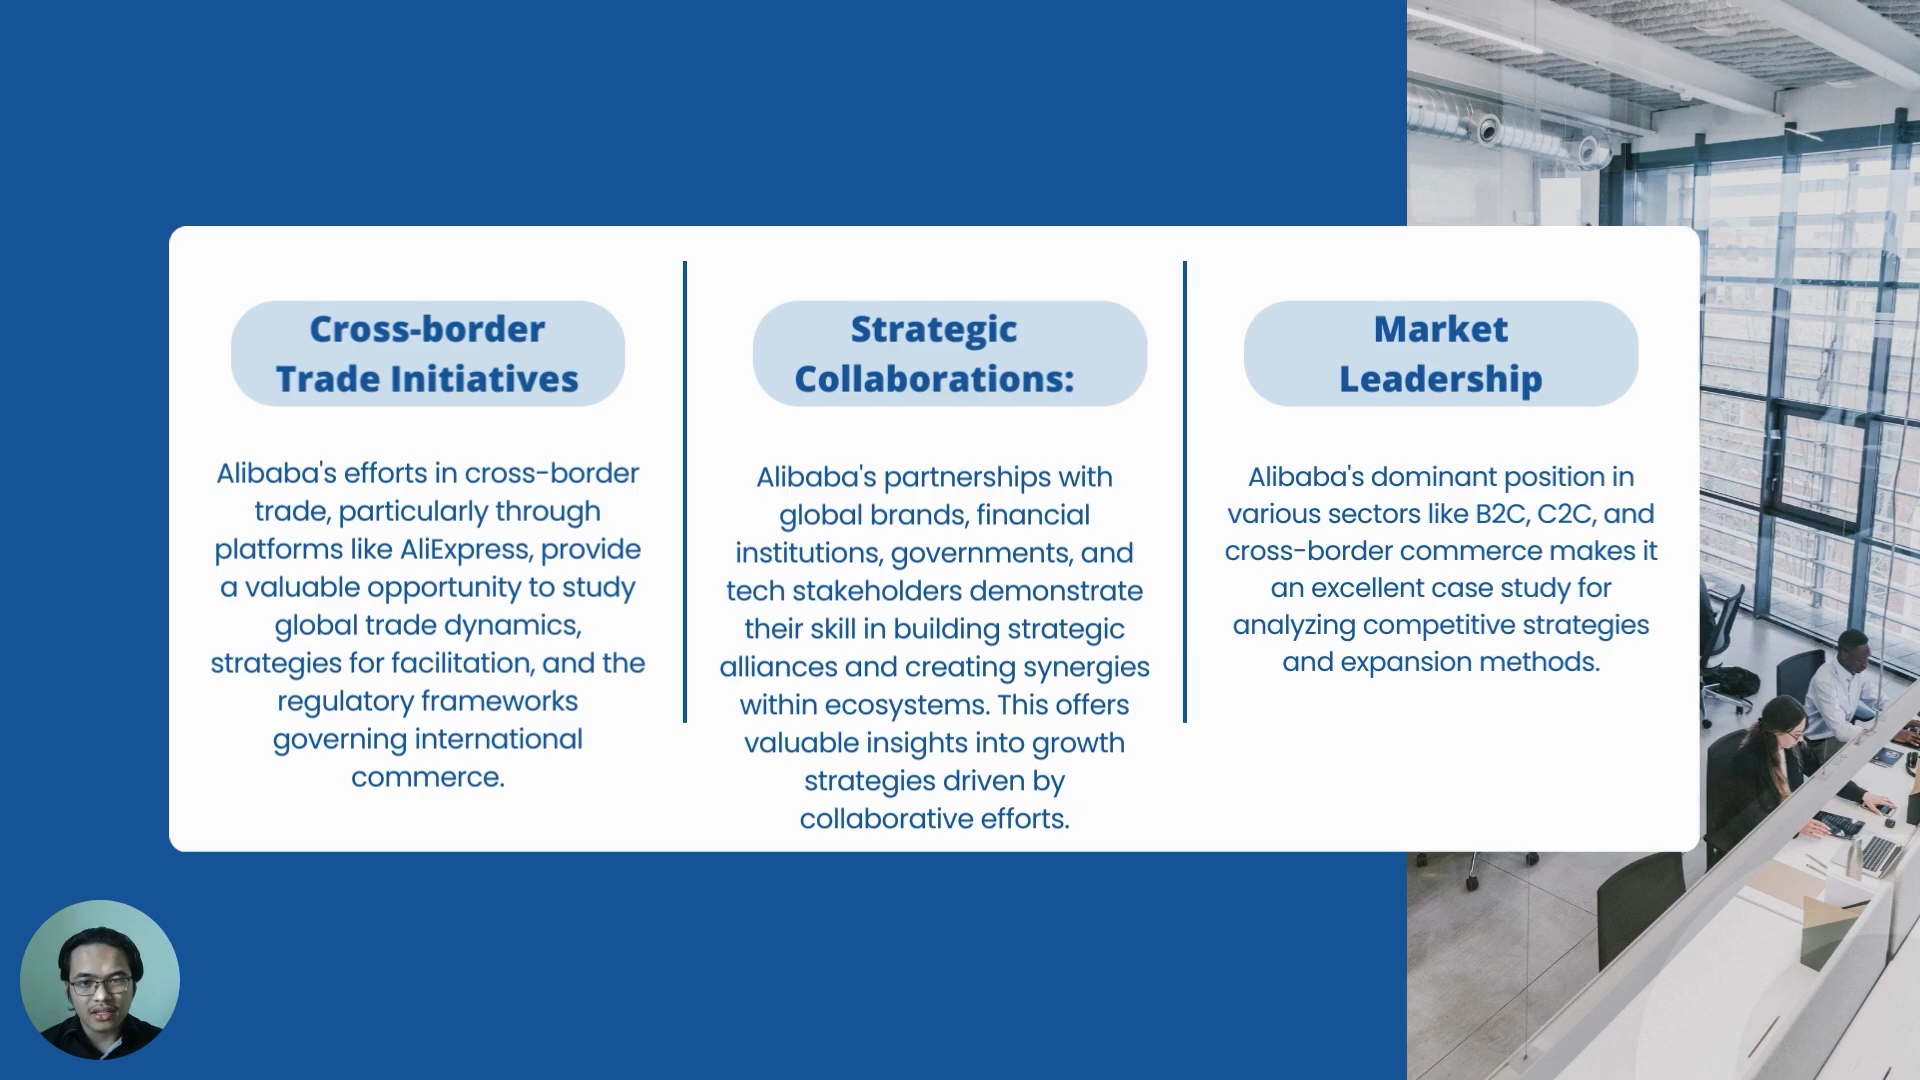 Cross-border
Trade Initiatives
Alibaba's efforts in cross-border
trade, particularly through
platforms like AliExpress, provide
a valuable opportunity to study
global trade dynamics,
strategies for facilitation, and the
regulatory frameworks
governing international
commerce.
Strategic
Collaborations:
Alibaba's partnerships with
global brands, financial
institutions, governments, and
tech stakeholders demonstrate
their skill in building strategic
alliances and creating synergies
within ecosystems. This offers
valuable insights into growth
strategies driven by
collaborative efforts.
Market
Leadership
Alibaba's dominant position in
various sectors like B2C, C2C, and
cross-border commerce makes it
an excellent case study for
analyzing competitive strategies
and expansion methods.